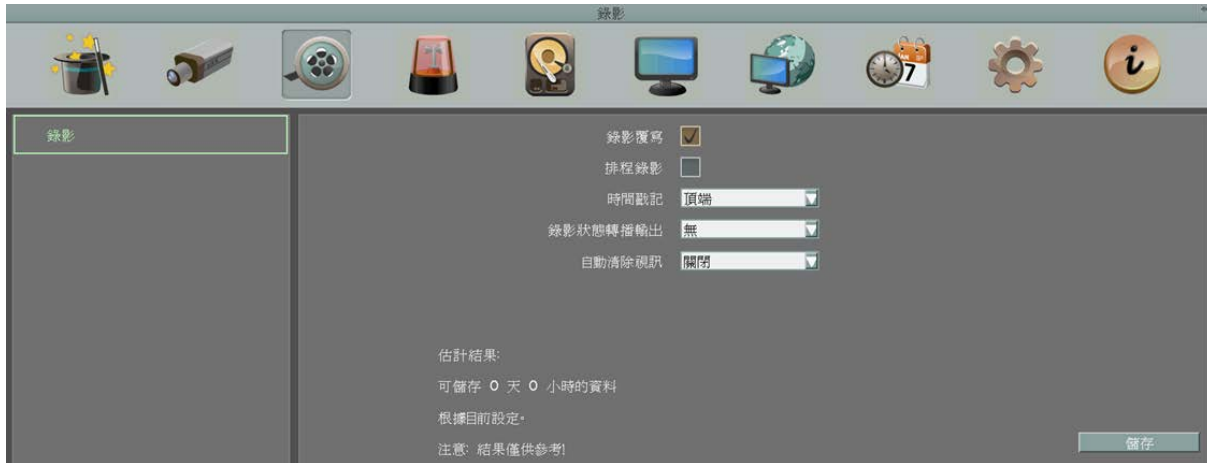 錄影
7
i
錄影
錄影覆寫
排程錄影
時間戳記 頂端
錄影狀態轉播輸出 無
自動清除視訊 關閉
估計結果:
可儲存 0 天 0 小時的資料
根據目前設定。
注意: 結果僅供參考!
儲存